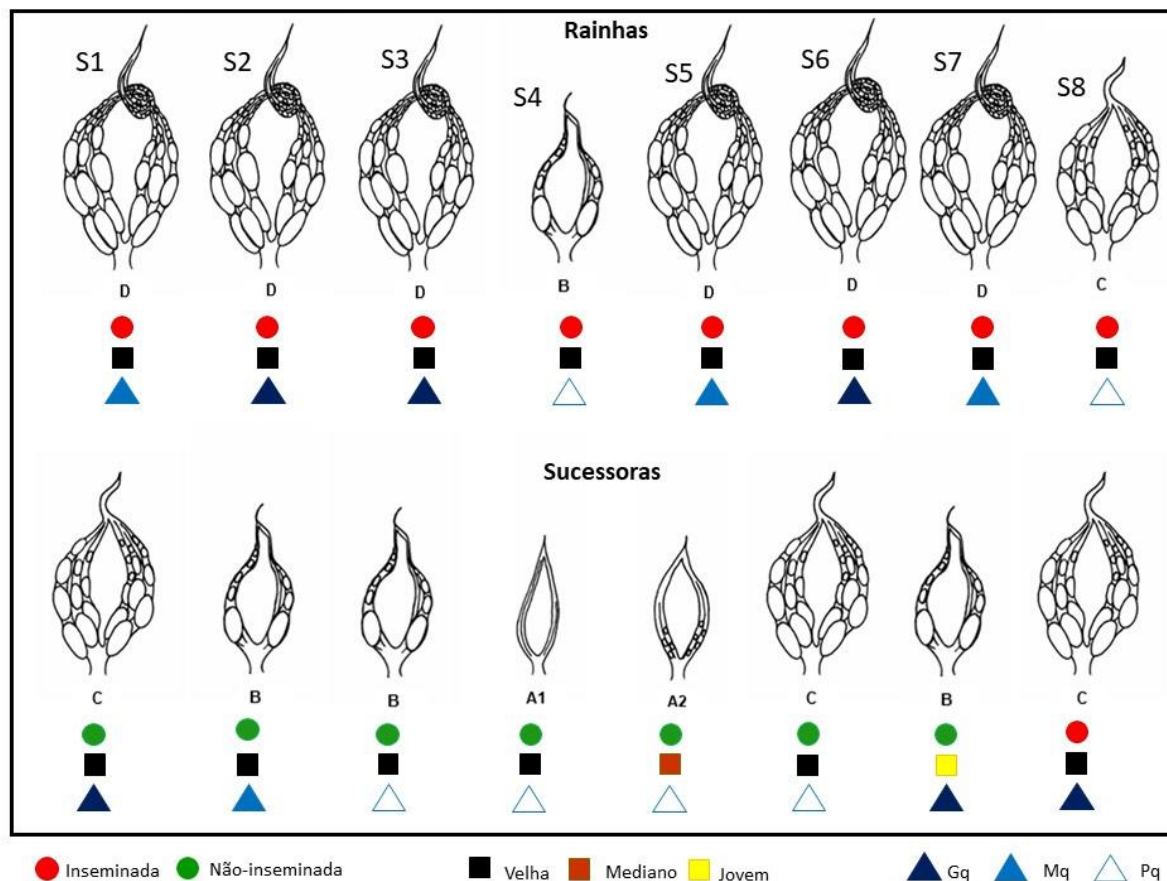 Rainhas
S1 S2 S3 S4 S5 S6 S7 S8
D D D B D D D C
Sucessoras
C B B A1 A2 C B C
Inseminada Não-inseminada Velha Mediano Jovem Gq Mq Pq